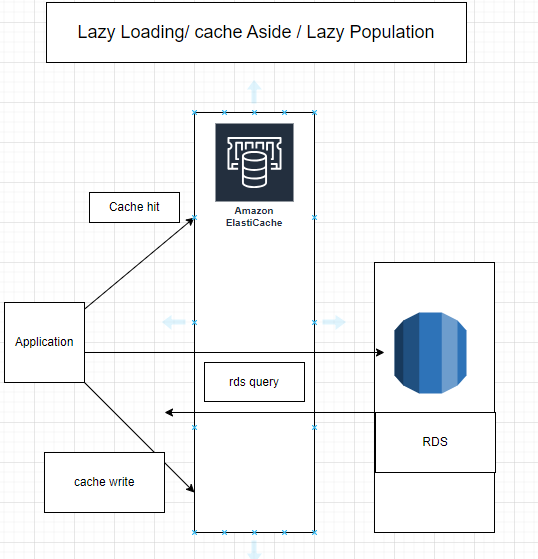 Lazy Loading/ cache Aside / Lazy Population
Amazon
ElastiCache
Cache hit
Application
rds query
RDS
cache write